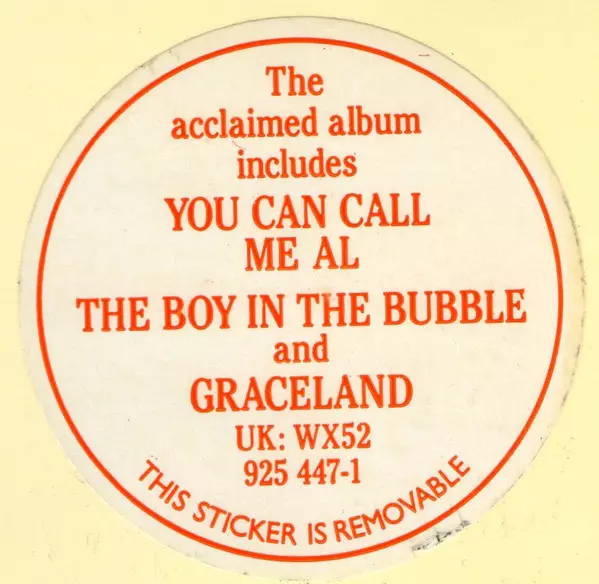 The
acclaimed album
includes
YOU CAN CALL
ME AL
THE BOY IN THE BUBBLE
and
GRACELAND
UK: WX52
925 447-1
THIS STICKER IS REMOVABLE